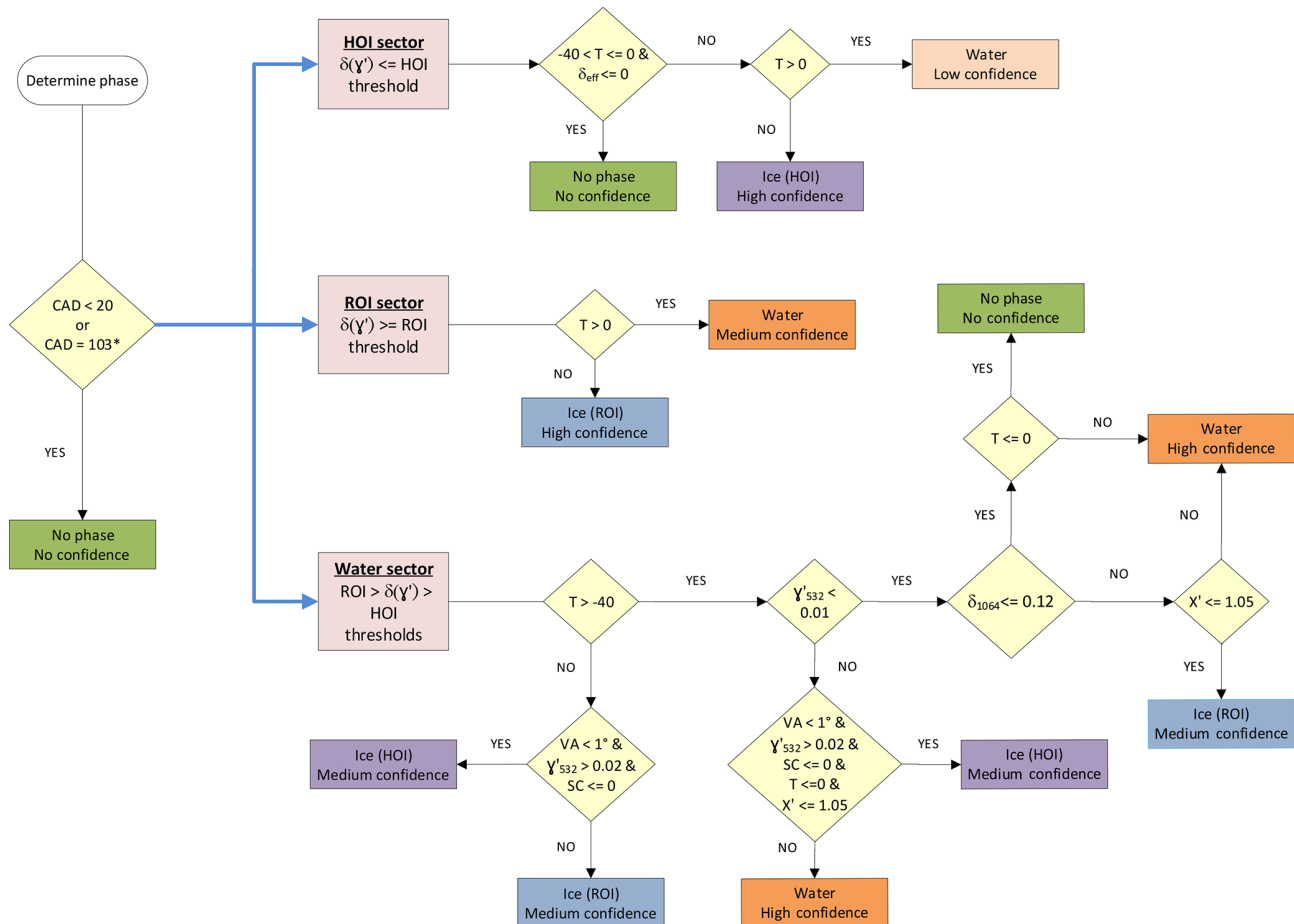 Determine phase
CAD < 20
or
CAD = 103*
YES
No phase
No confidence
HOI sector
δ(Ɣ') <= HOI
threshold
-40 < T <= 0 &
δeff <= 0
NO
YES
No phase
No confidence
T > 0
YES
Water
Low confidence
NO
Ice (HOI)
High confidence
ROI sector
δ(Ɣ') >= ROI
threshold
T > 0
YES
Water
Medium confidence
NO
Ice (ROI)
High confidence
Water sector
ROI > δ(Ɣ') >
HOI
thresholds
T > -40
YES
NO
VA < 1° &
Ɣ'532 > 0.02 &
SC <= 0
YES
Ice (HOI)
Medium confidence
NO
Ice (ROI)
Medium confidence
Ɣ'532 <
0.01
YES
NO
VA < 1° &
Ɣ'532 > 0.02 &
SC <= 0 &
T <=0 &
X' <= 1.05
YES
Ice (HOI)
Medium confidence
NO
Water
High confidence
δ1064 <= 0.12
YES
T <= 0
YES
No phase
No confidence
NO
Water
High confidence
NO
X' <= 1.05
NO
YES
Ice (ROI)
Medium confidence